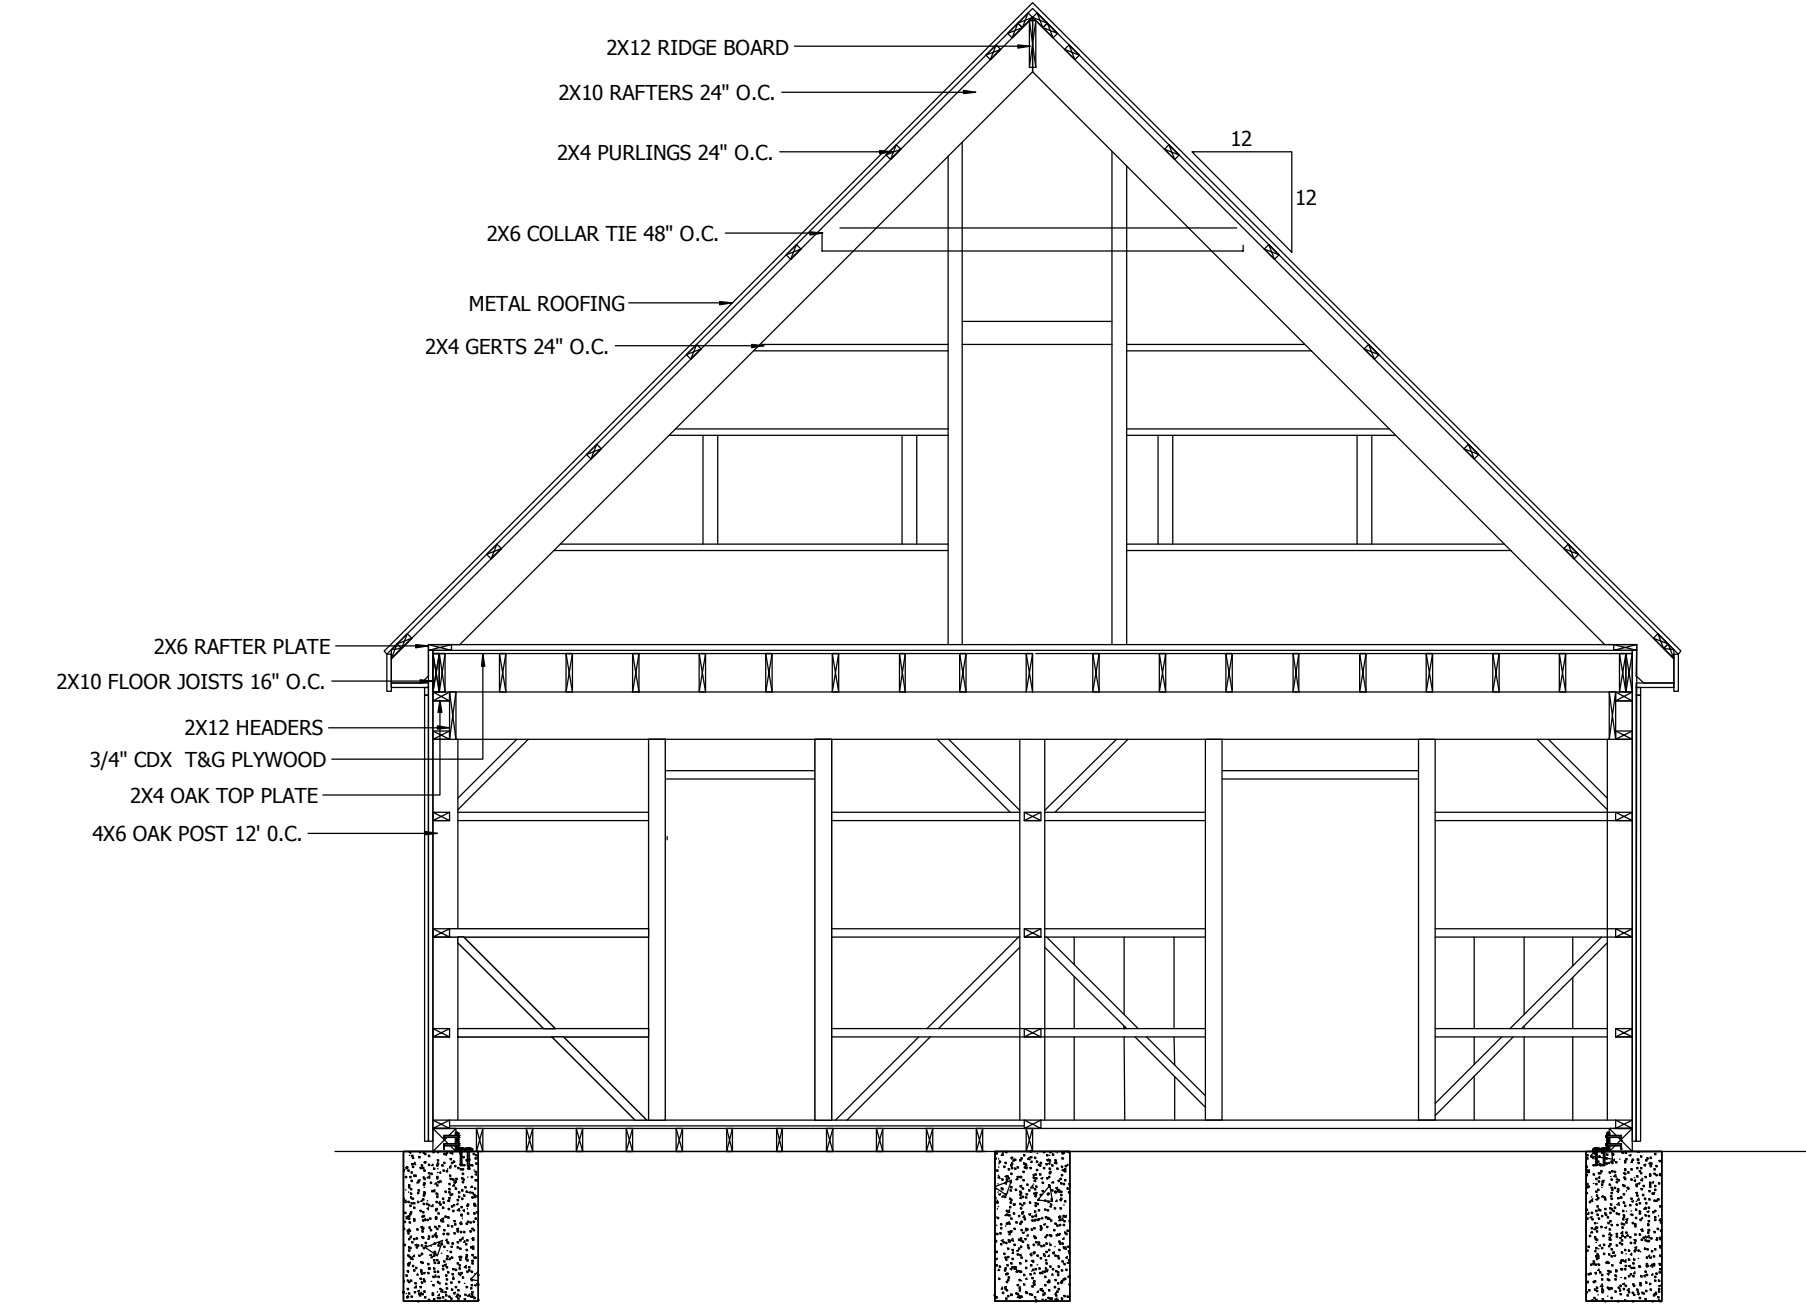 2X12 RIDGE BOARD
2X10 RAFTERS 24" O.C.
12
2X4 PURLINGS 24" O.C.
12
2X6 COLLAR TIE 48" O.C.
METAL ROOFING
2X4 GERTS 24" O.C.
2X6 RAFTER PLATE
2X10 FLOOR JOISTS 16" O.C.
2X12 HEADERS
3/4" CDX T&G PLYWOOD
2X4 OAK TOP PLATE
4X6 OAK POST 12' 0.C.